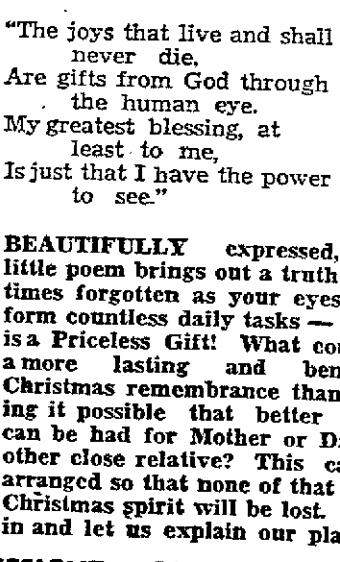 "The joys that live and shall
never die,
Are gifts from God through
the human eye.
My greatest blessing, at
least to me,
Is just that I have the power
to see."
BEAUTIFULLY expressed,
little poem brings out a truth
times forgotten as your eyes
form countless daily tasks —
is a Priceless Gift! What
a more lasting and
Christmas remembrance than
ing it possible that better
can be had for Mother or
other close relative? This
arranged so that none of that
Christmas spirit will be lost.
in and let us explain our